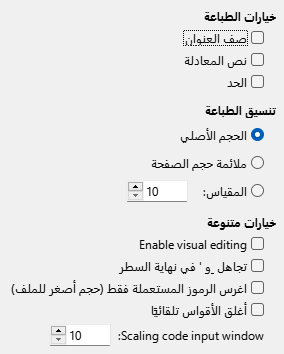 خيارات الطباعة
صف العنوان
نص المعادلة
الحد
تنسيق الطباعة
الحجم الأصلي
ملائمة حجم الصفحة
المقياس: 10
خيارات متنوعة
Enable visual editing
تجاهل ˍ و ' في نهاية السطر
اغرس الرموز المستعملة فقط (حجم أصغر للملف)
أغلق الأقواس تلقائيًا
Scaling code input window: 10